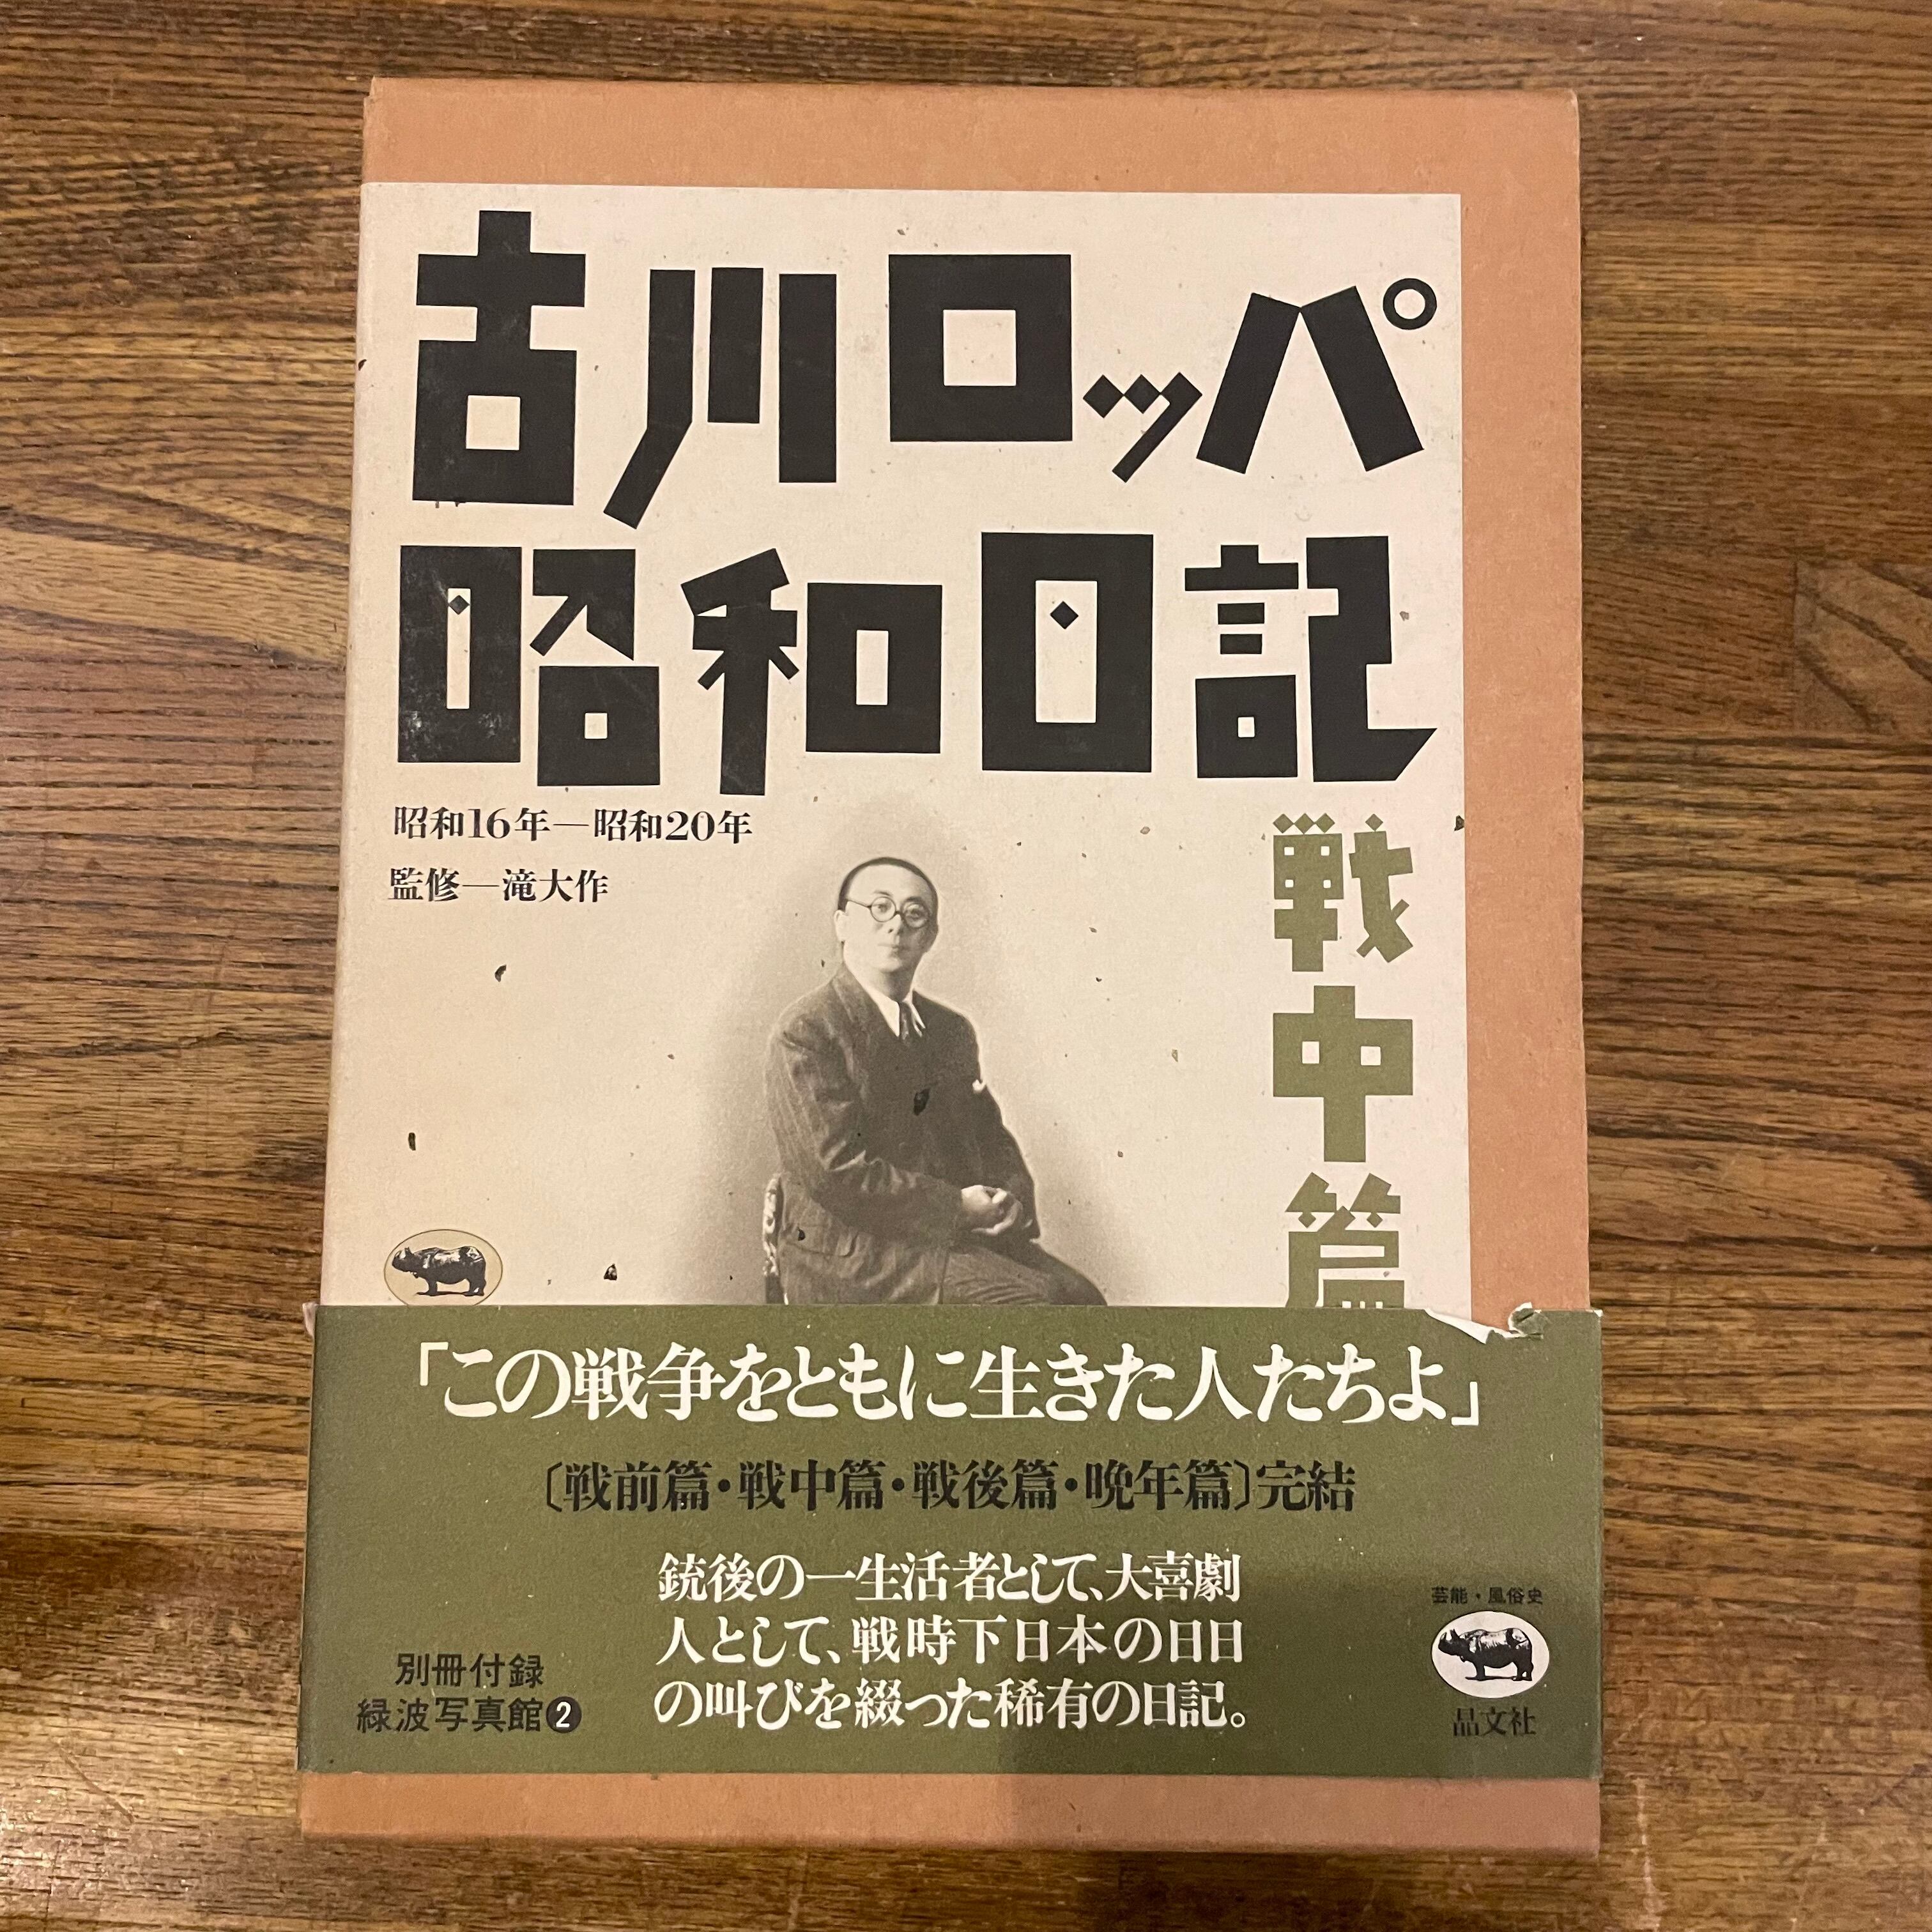 古川ロッパ
昭和日記
昭和16年―昭和20年
監修―滝大作
戦中篇
「この戦争をともに生きた人たちよ」
〔戦前篇・戦中篇・戦後篇・晩年篇〕完結
銃後の一生活者として、大喜劇
人として、戦時下日本の日日
の叫びを綴った稀有の日記。
別冊付録
緑波写真館❷
芸能・風俗史
晶文社